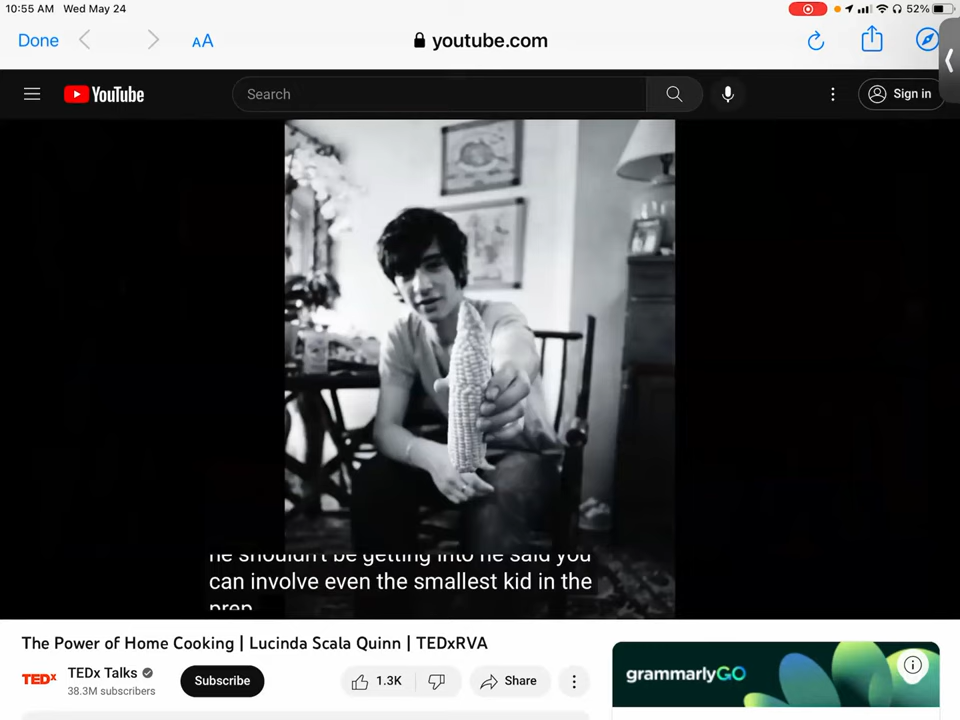 10:55 AM Wed May 24 52%
Done AA youtube.com
YouTube Search Sign in
he shouldn't be getting into he said you
can involve even the smallest kid in the
prep
The Power of Home Cooking | Lucinda Scala Quinn | TEDxRVA
TEDx TEDx Talks
38.3M subscribers
Subscribe 1.3K Share
grammarlyGO